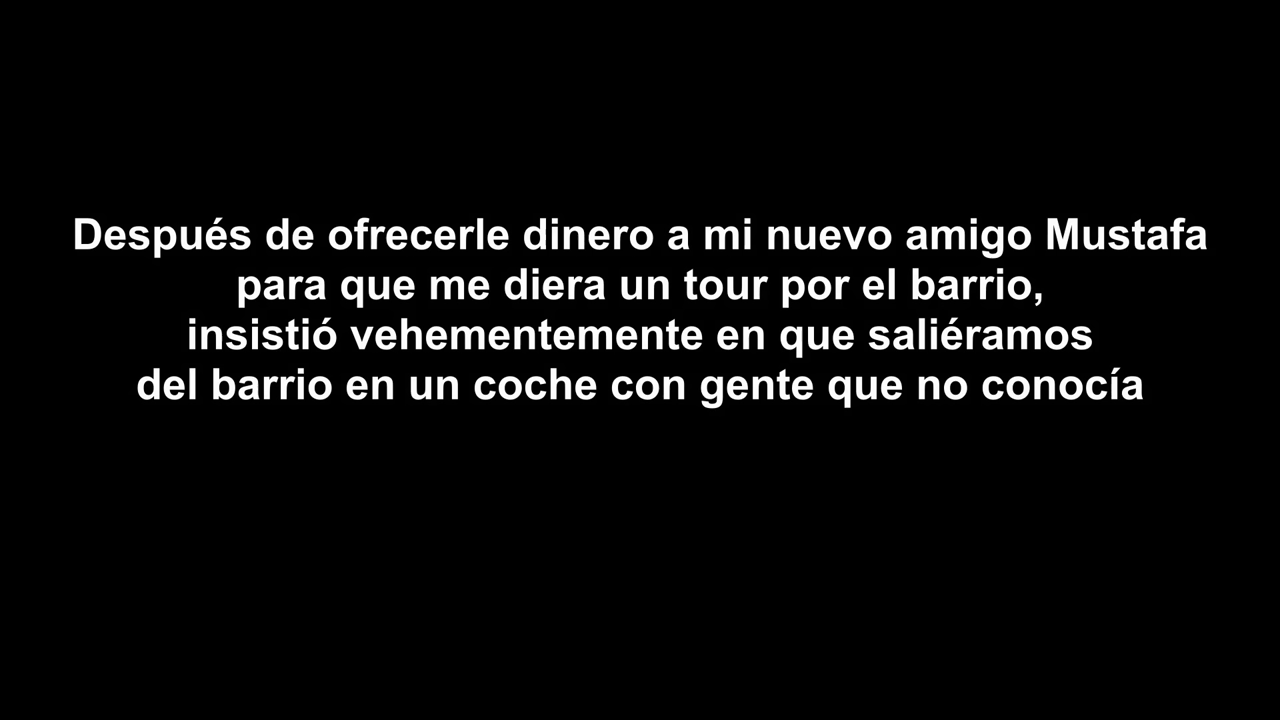 Después de ofrecerle dinero a mi nuevo amigo Mustafa
para que me diera un tour por el barrio,
insistió vehementemente en que saliéramos
del barrio en un coche con gente que no conocía